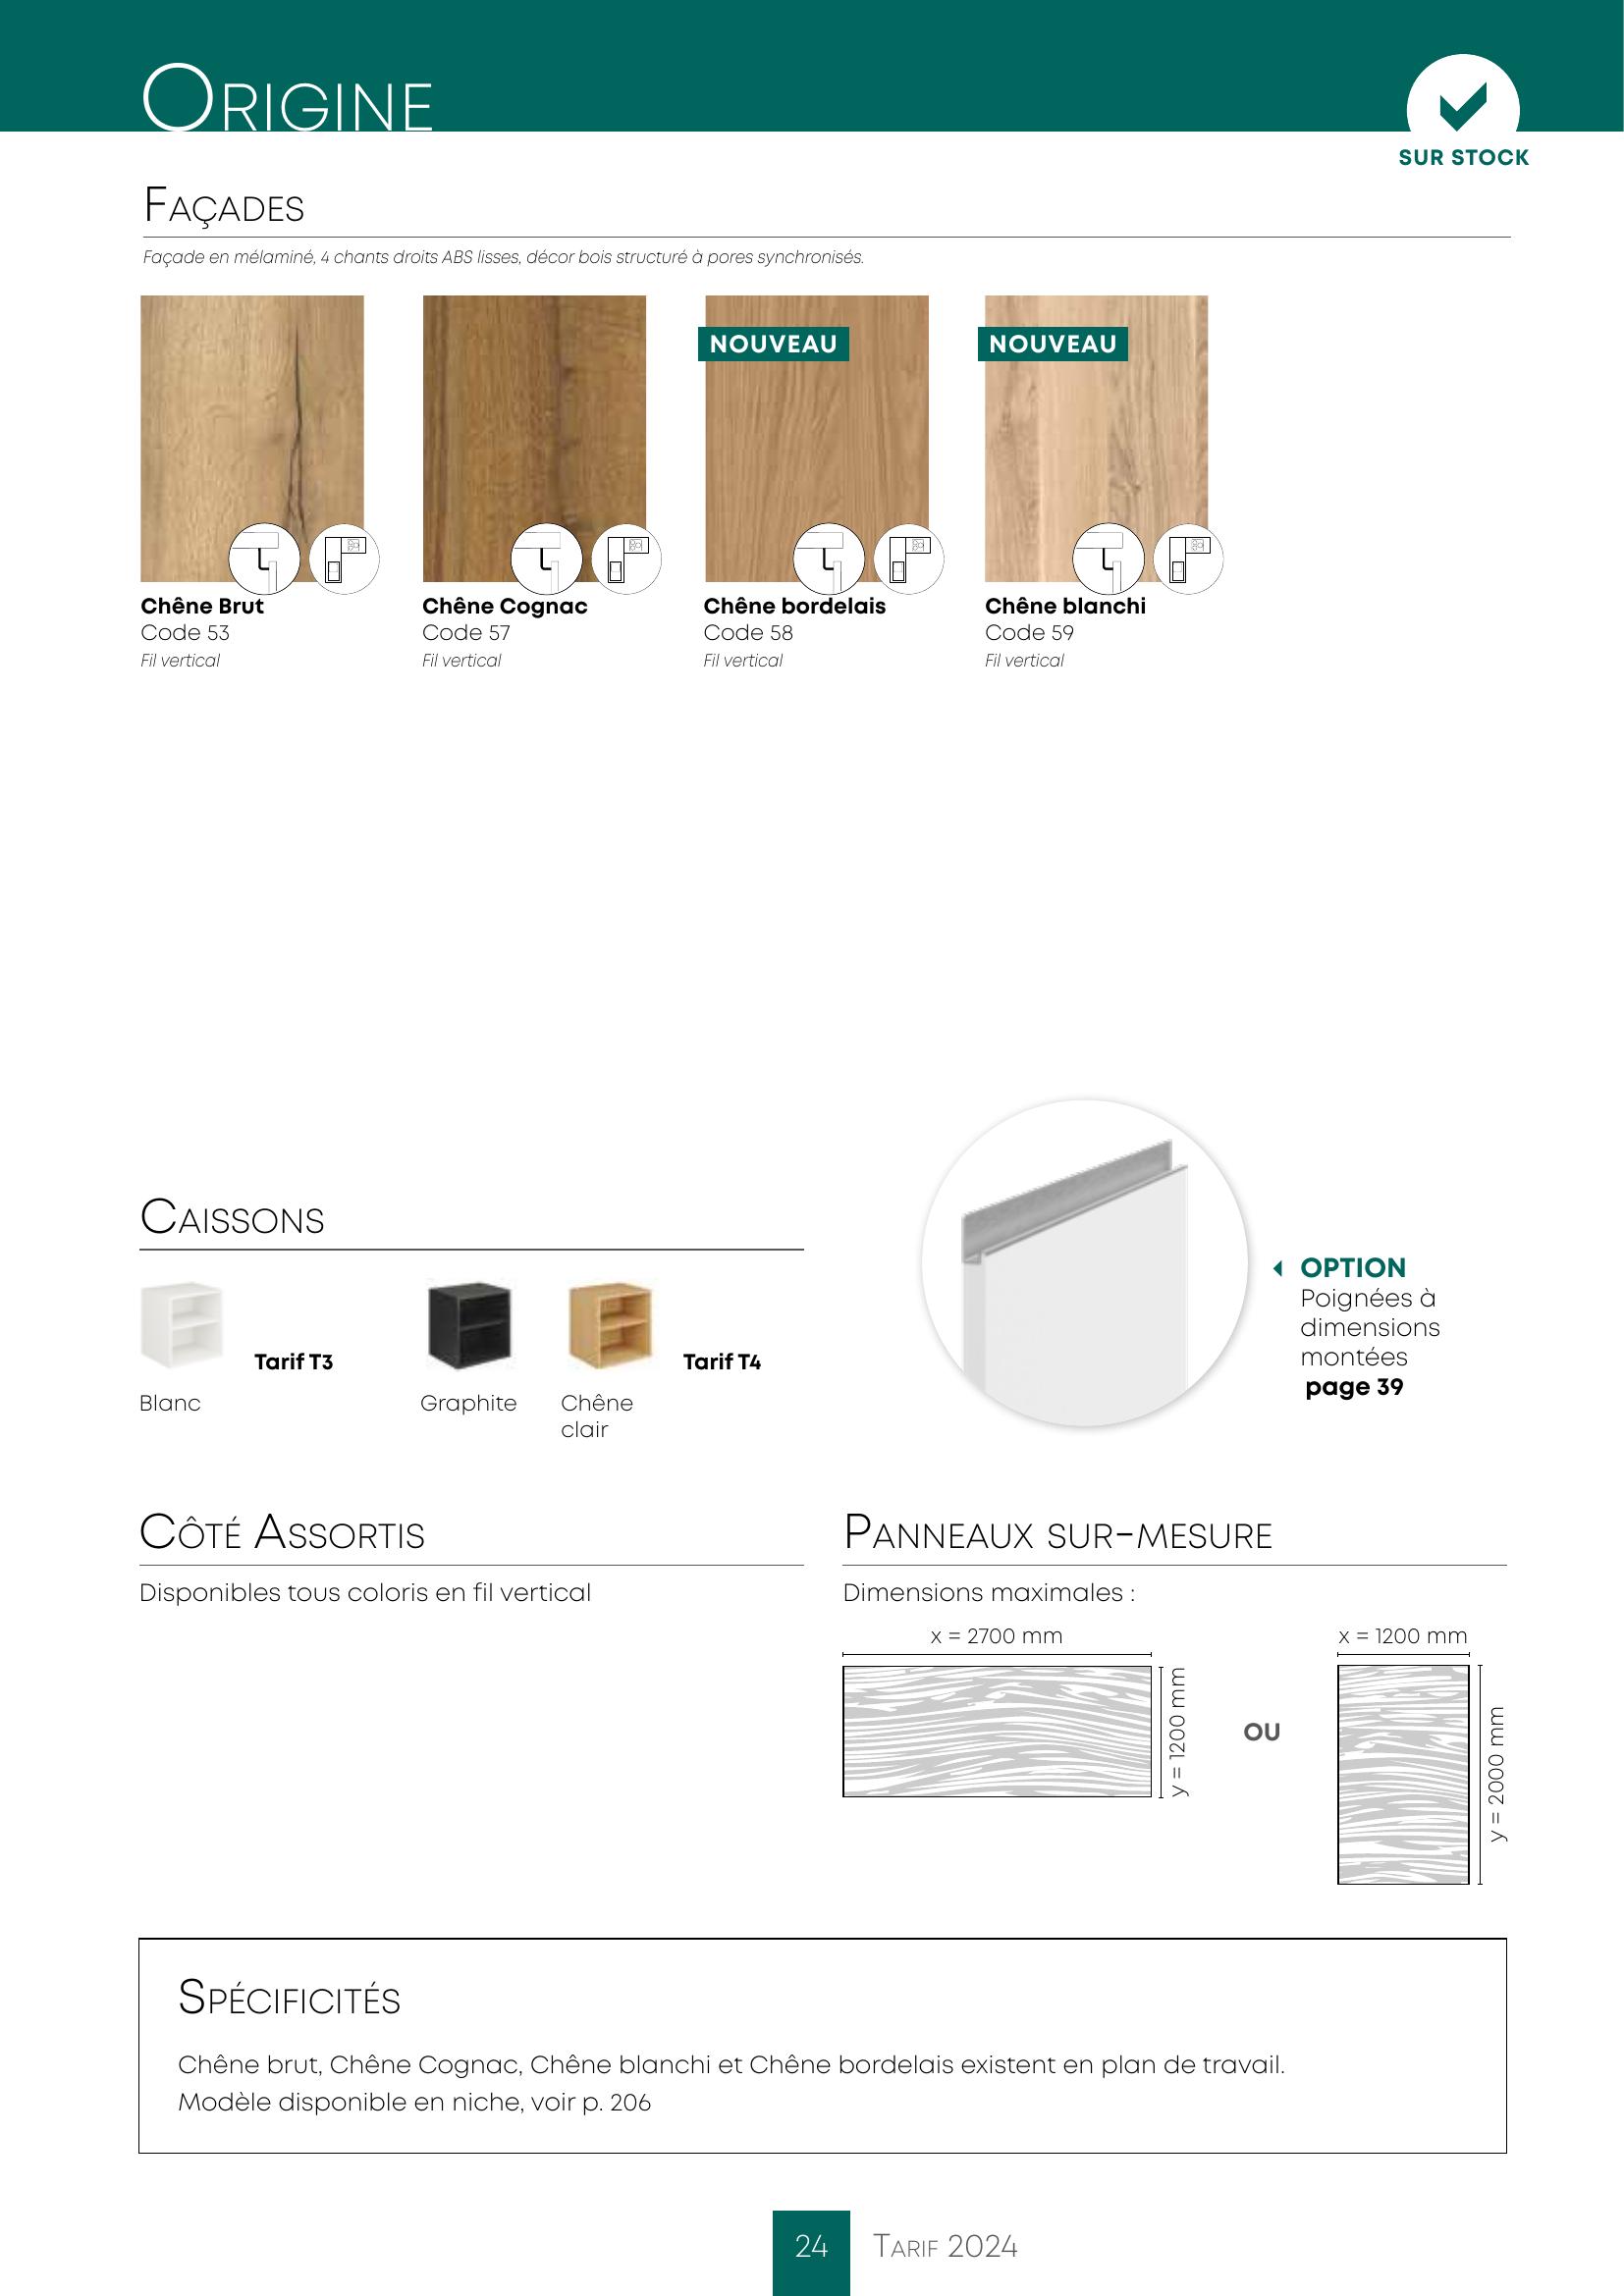 ORIGINE
SUR STOCK
FAÇADES
Façade en mélaminé, 4 chants droits ABS lisses, décor bois structuré à pores synchronisés.
NOUVEAU
NOUVEAU
Chêne Brut
Code 53
Fil vertical
Chêne Cognac
Code 57
Fil vertical
Chêne bordelais
Code 58
Fil vertical
Chêne blanchi
Code 59
Fil vertical
CAISSONS
Tarif T3
Blanc
Tarif T4
Graphite
Chêne
clair
OPTION
Poignées à
dimensions
montées
page 39
CÔTÉ ASSORTIS
Disponibles tous coloris en fil vertical
PANNEAUX SUR-MESURE
Dimensions maximales :
x = 2700 mm
y = 1200 mm
OU
x = 1200 mm
y = 2000 mm
SPÉCIFICITÉS
Chêne brut, Chêne Cognac, Chêne blanchi et Chêne bordelais existent en plan de travail.
Modèle disponible en niche, voir p. 206
24 TARIF 2024